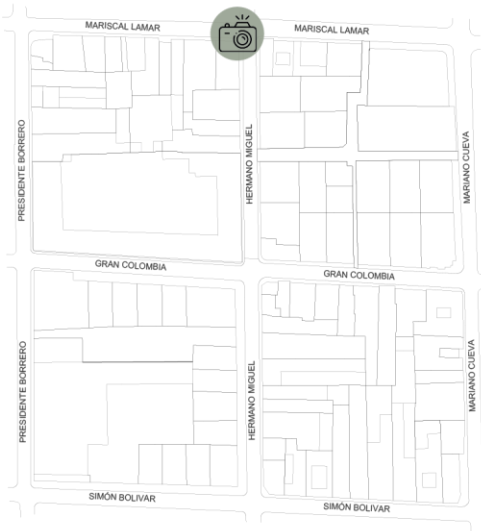 MARISCAL LAMAR
MARISCAL LAMAR
PRESIDENTE BORRERO
HERMANO MIGUEL
MARIANO CUEVA
GRAN COLOMBIA
GRAN COLOMBIA
PRESIDENTE BORRERO
HERMANO MIGUEL
MARIANO CUEVA
SIMÓN BOLIVAR
SIMÓN BOLIVAR